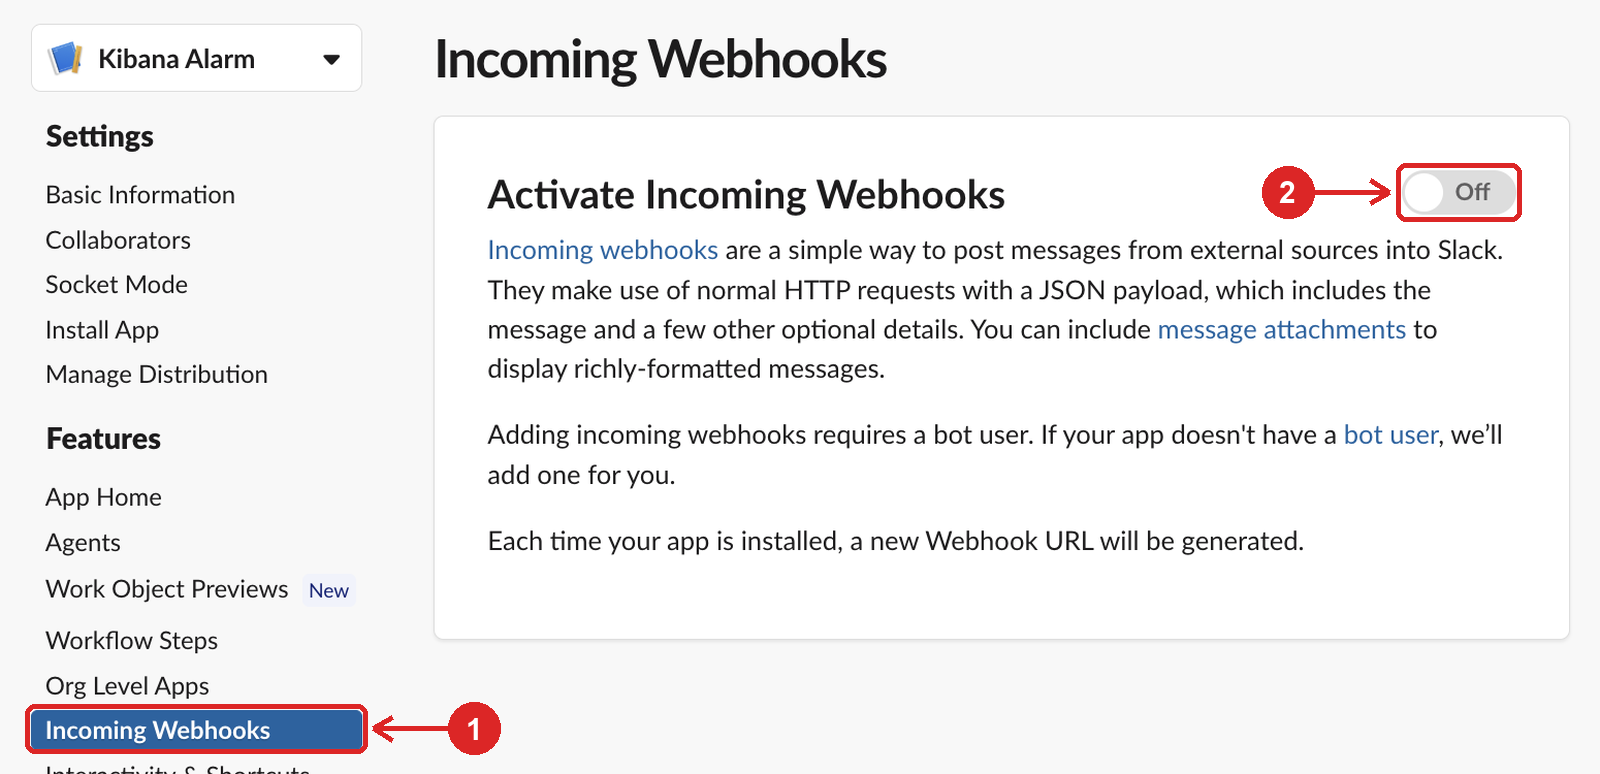 Kibana Alarm
Settings
Basic Information
Collaborators
Socket Mode
Install App
Manage Distribution
Features
App Home
Agents
Work Object Previews New
Workflow Steps
Org Level Apps
Incoming Webhooks
1
Interactivity & Shortcuts
Incoming Webhooks
Activate Incoming Webhooks
2
Off
Incoming webhooks are a simple way to post messages from external sources into Slack.
They make use of normal HTTP requests with a JSON payload, which includes the
message and a few other optional details. You can include message attachments to
display richly-formatted messages.
Adding incoming webhooks requires a bot user. If your app doesn't have a bot user, we’ll
add one for you.
Each time your app is installed, a new Webhook URL will be generated.